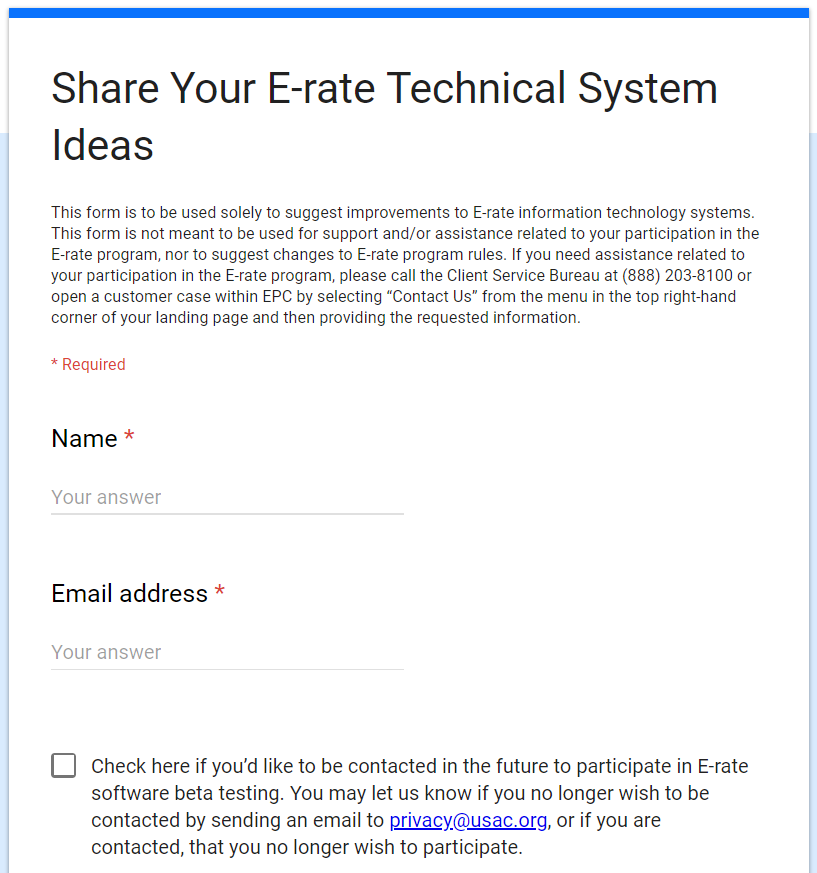 Share Your E-rate Technical System
Ideas
This form is to be used solely to suggest improvements to E-rate information technology systems.
This form is not meant to be used for support and/or assistance related to your participation in the
E-rate program, nor to suggest changes to E-rate program rules. If you need assistance related to
your participation in the E-rate program, please call the Client Service Bureau at (888) 203-8100 or
open a customer case within EPC by selecting “Contact Us” from the menu in the top right-hand
corner of your landing page and then providing the requested information.
* Required
Name *
Your answer
Email address *
Your answer
Check here if you’d like to be contacted in the future to participate in E-rate
software beta testing. You may let us know if you no longer wish to be
contacted by sending an email to privacy@usac.org, or if you are
contacted, that you no longer wish to participate.